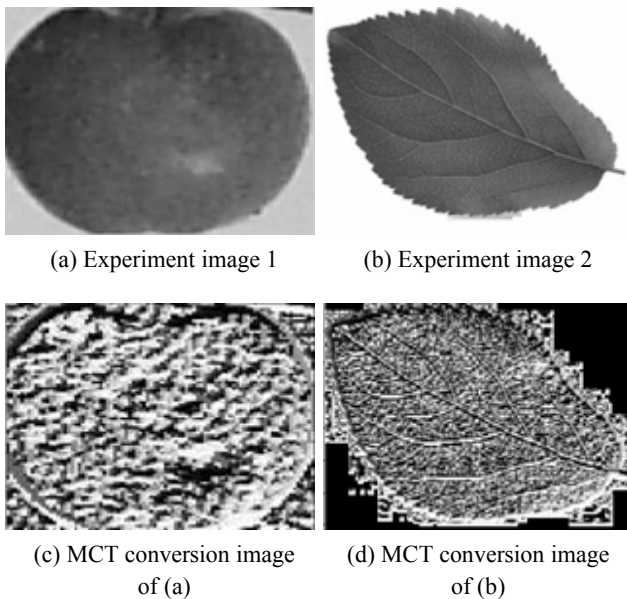 (a) Experiment image 1
(b) Experiment image 2
(c) MCT conversion image
of (a)
(d) MCT conversion image
of (b)